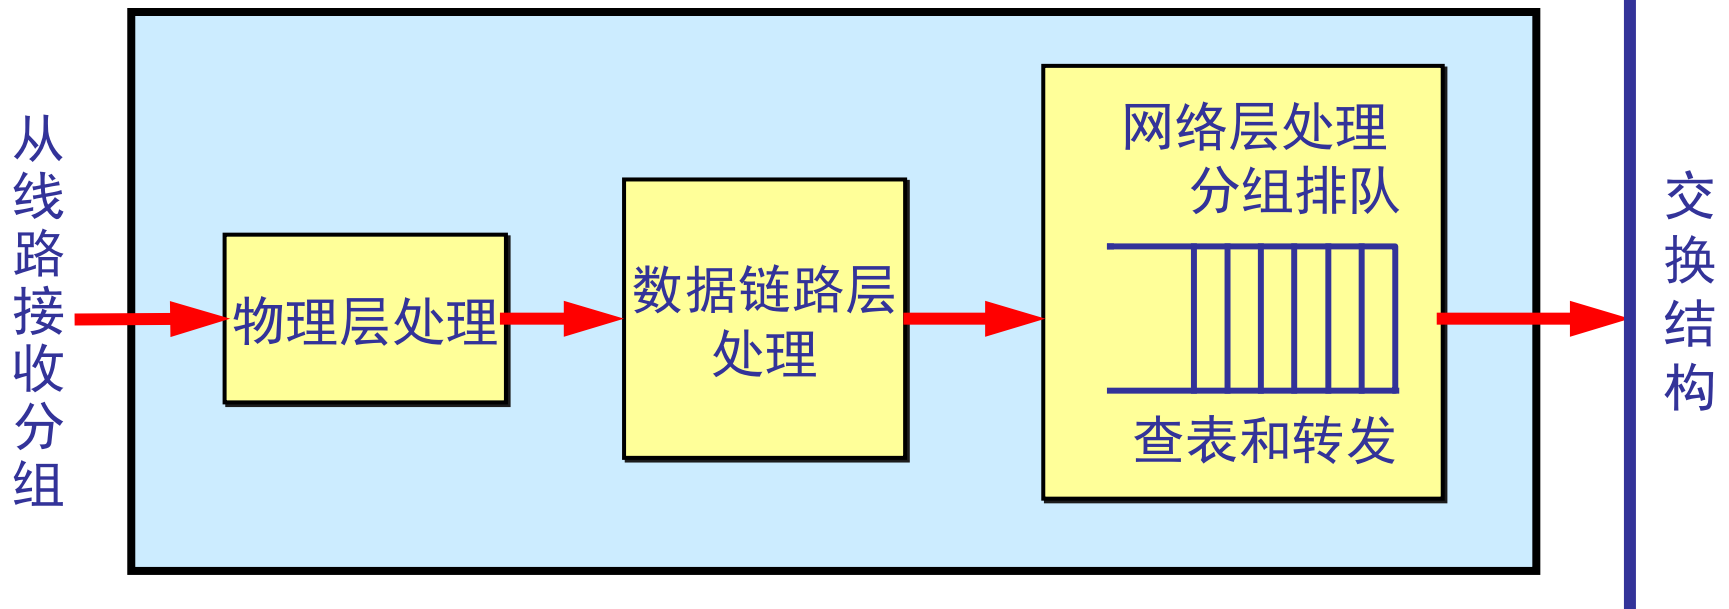 从线路接收分组
物理层处理
数据链路层
处理
网络层处理
分组排队
查表和转发
交换结构